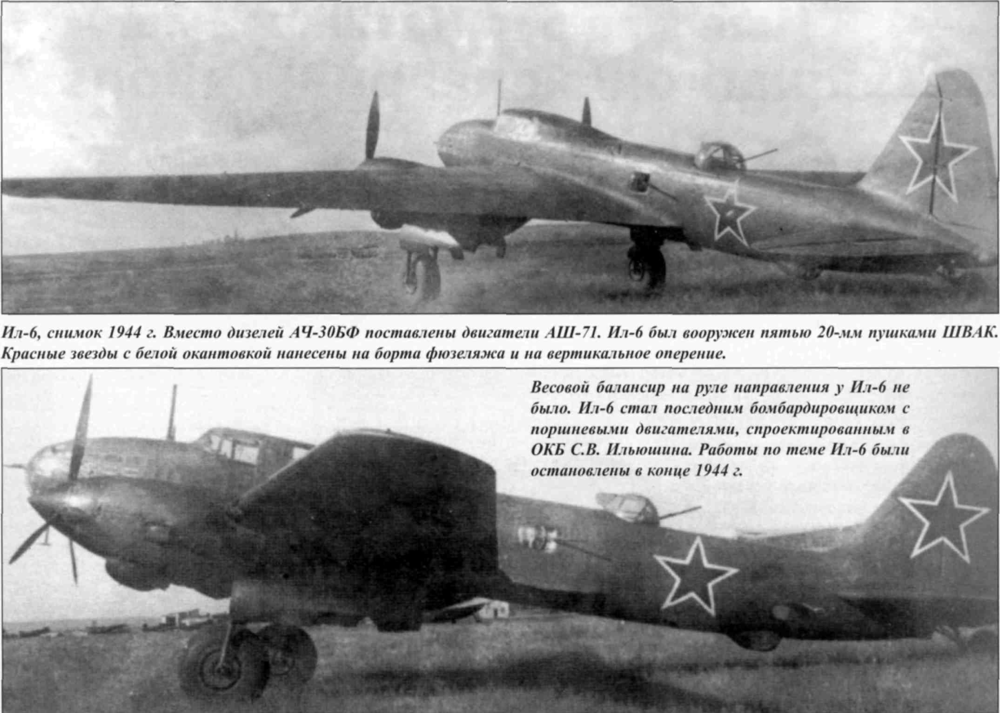 Ил-6, снимок 1944 г. Вместо дизелей АЧ-30БФ поставлены двигатели АШ-71. Ил-6 был вооружен пятью 20-мм пушками ШВАК.
Красные звезды с белой окантовкой нанесены на борта фюзеляжа и на вертикальное оперение.
Весовой балансир на руле направления у Ил-6 не
было. Ил-6 стал последним бомбардировщиком с
поршневыми двигателями, спроектированным в
ОКБ С.В. Ильюшина. Работы по теме Ил-6 были
остановлены в конце 1944 г.